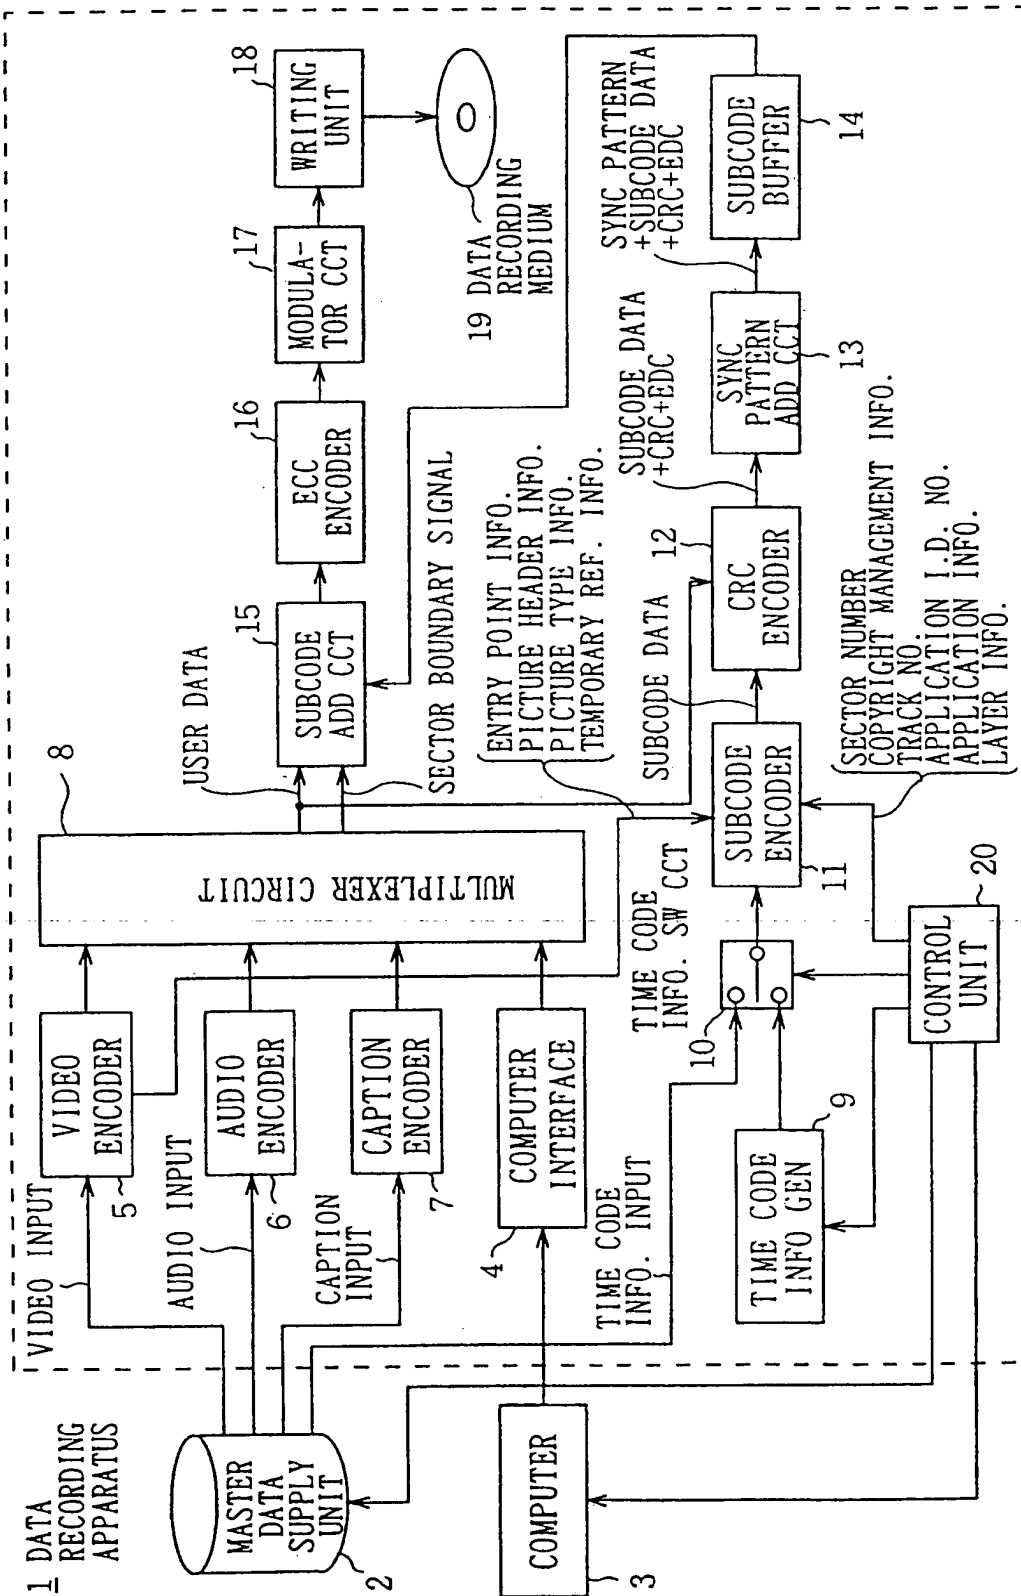 1 DATA
RECORDING
APPARATUS
MASTER
DATA
SUPPLY
UNIT
2
COMPUTER
3
VIDEO INPUT
VIDEO
ENCODER
5
AUDIO INPUT
AUDIO
ENCODER
6
CAPTION
INPUT
CAPTION
ENCODER
7
COMPUTER
INTERFACE
4
TIME CODE
INFO. INPUT
TIME CODE
INFO GEN
9
TIME CODE
INFO. SW CCT
10
CONTROL
UNIT
20
MULTIPLEXER CIRCUIT
8
USER DATA
SECTOR BOUNDARY SIGNAL
ENTRY POINT INFO.
PICTURE HEADER INFO.
PICTURE TYPE INFO.
TEMPORARY REF. INFO.
SUBCODE
ENCODER
11
SECTOR NUMBER
COPYRIGHT MANAGEMENT INFO.
TRACK NO.
APPLICATION I.D. NO.
APPLICATION INFO.
LAYER INFO.
SUBCODE DATA
CRC
ENCODER
12
SUBCODE DATA
+CRC+EDC
SYNC
PATTERN
ADD CCT
13
SYNC PATTERN
+SUBCODE DATA
+CRC+EDC
SUBCODE
BUFFER
14
SUBCODE
ADD CCT
15
ECC
ENCODER
16
MODULA-
TOR CCT
17
WRITING
UNIT
18
19 DATA
RECORDING
MEDIUM